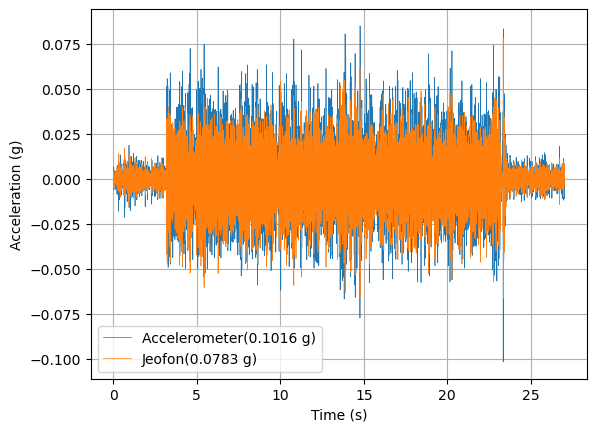 Acceleration (g)
0.075
0.050
0.025
0.000
−0.025
−0.050
−0.075
−0.100
Accelerometer(0.1016 g)
Jeofon(0.0783 g)
0 5 10 15 20 25
Time (s)